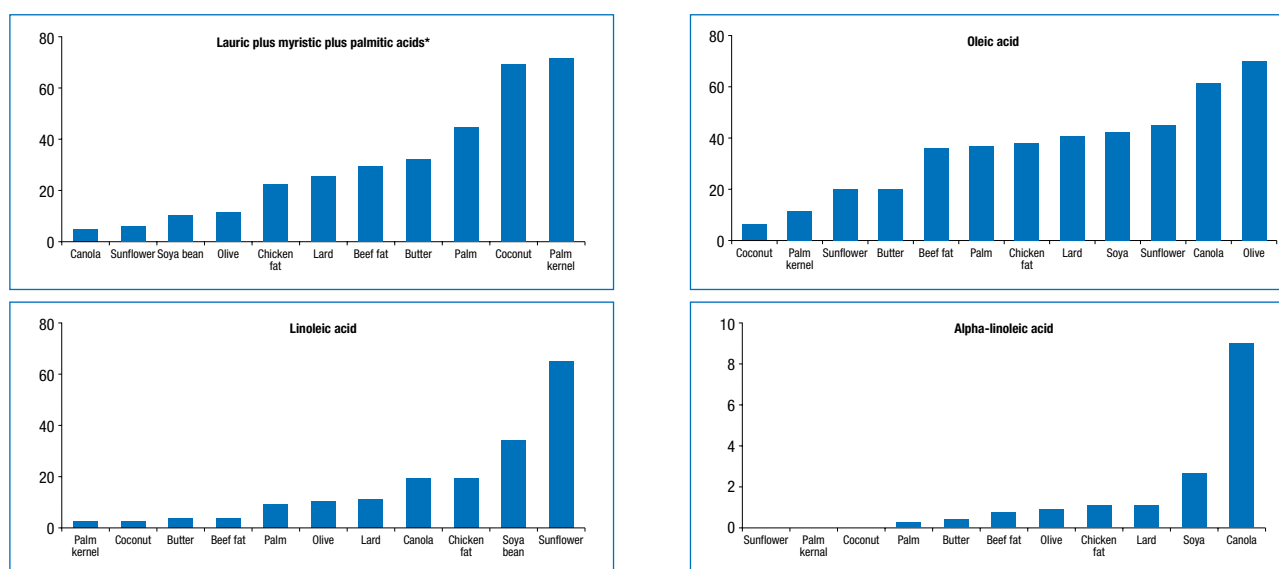 Lauric plus myristic plus palmitic acids*
80
60
40
20
0
Canola Sunflower Soya bean Olive Chicken fat Lard Beef fat Butter Palm Coconut Palm kernel
Oleic acid
80
60
40
20
0
Coconut Palm kernel Sunflower Butter Beef fat Palm Chicken fat Lard Soya Sunflower Canola Olive
Linoleic acid
80
60
40
20
0
Palm kernel Coconut Butter Beef fat Palm Olive Lard Canola Chicken fat Soya bean Sunflower
Alpha-linoleic acid
10
8
6
4
2
0
Sunflower Palm kernal Coconut Palm Butter Beef fat Olive Chicken fat Lard Soya Canola